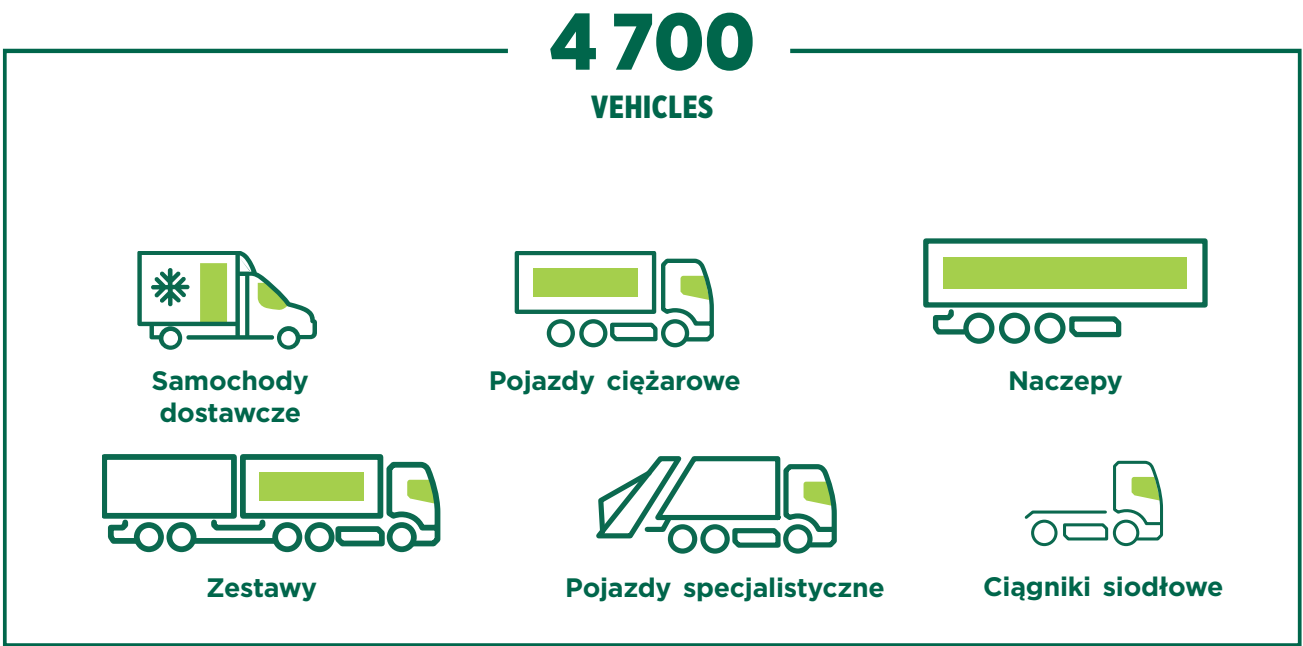 4 700
VEHICLES
Samochody
dostawcze
Pojazdy ciężarowe
Naczepy
Zestawy
Pojazdy specjalistyczne
Ciągniki siodłowe